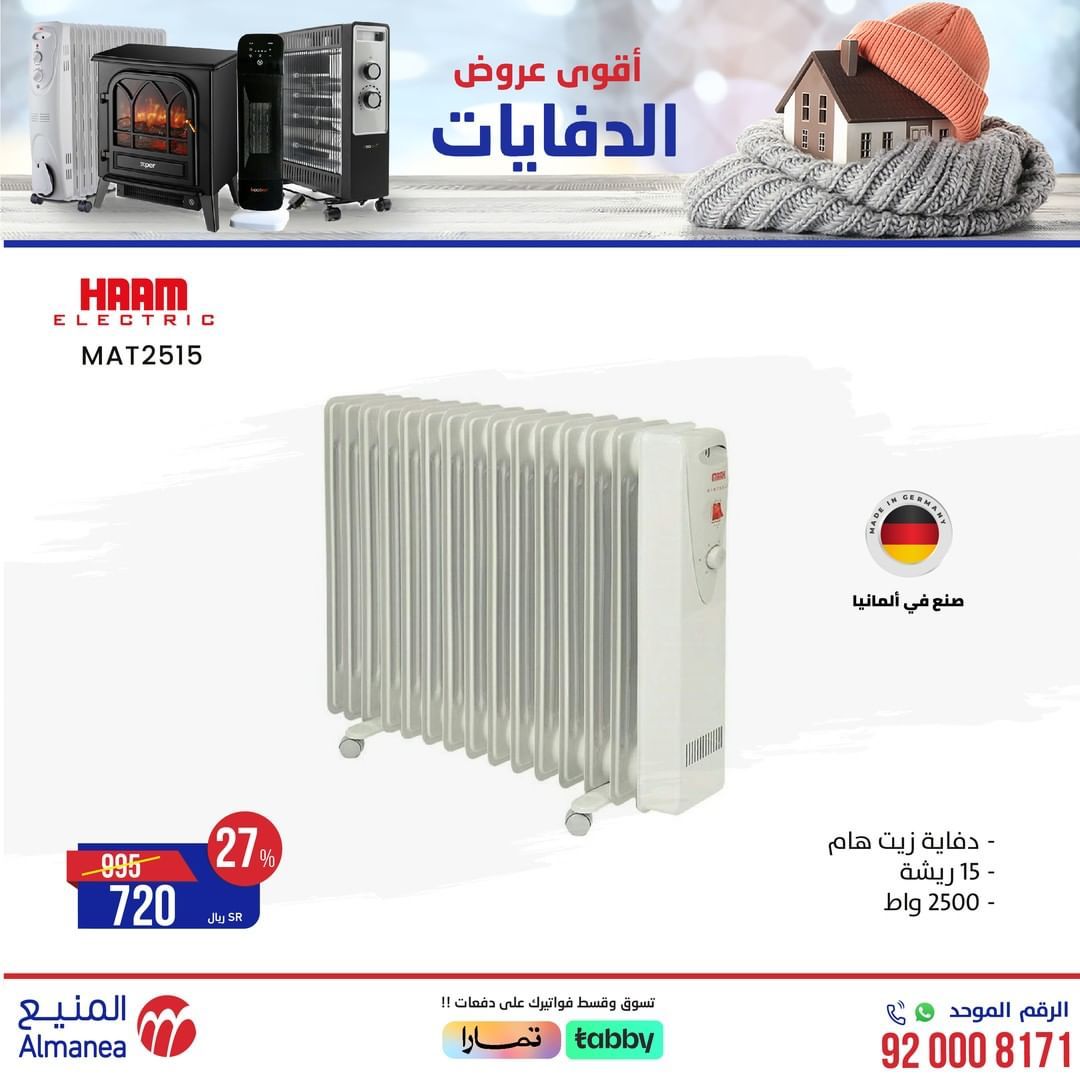 أقوى عروض
الدفايات
HAAM
ELECTRIC
MAT2515
MADE IN GERMANY
صنع في ألمانيا
27%
995
720
SR ريال
- دفاية زيت هام
- 15 ريشة
- 2500 واط
المنيع
Almanea
تسوق وقسط فواتيرك على دفعات !!
تمارا
tabby
الرقم الموحد
92 000 8171